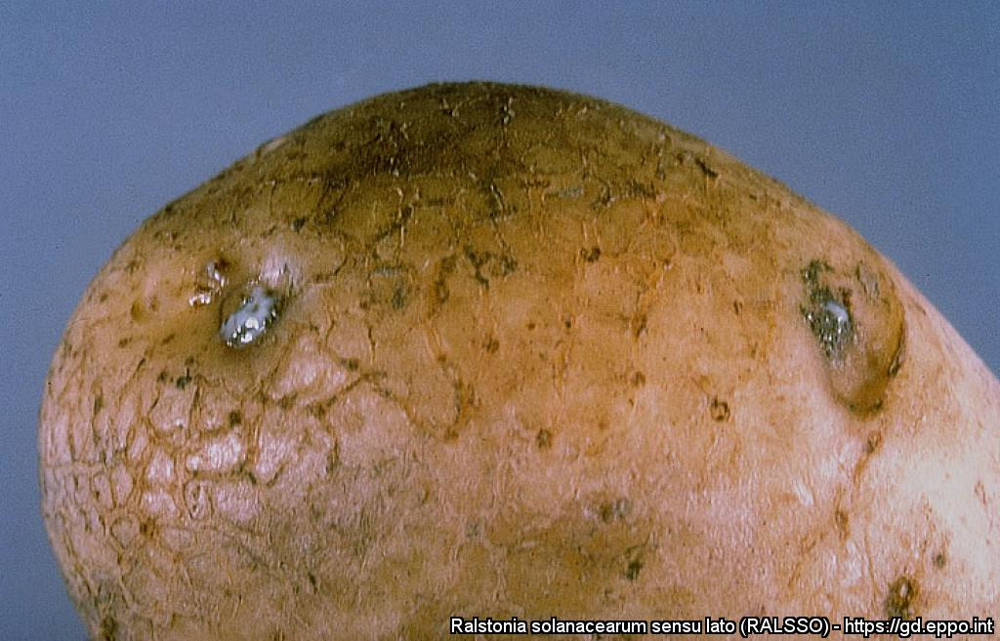 Ralstonia solanacearum sensu lato (RALSSO) - https://gd.eppo.int